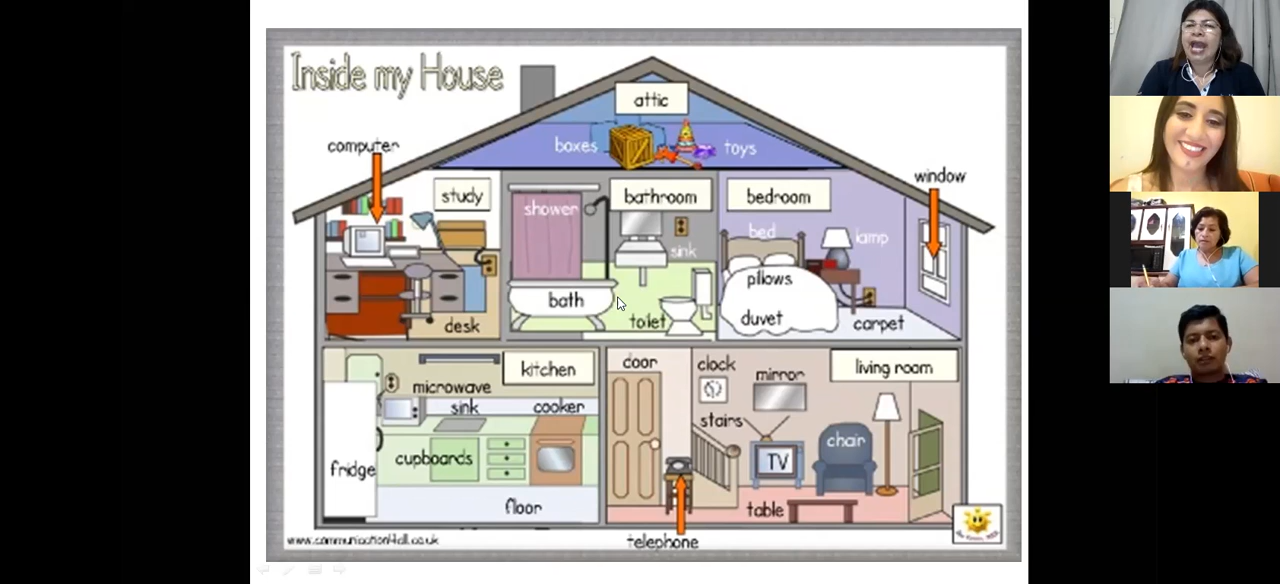 Inside my House
attic
boxes
toys
computer
window
study
shower
bathroom
bedroom
bed
lamp
sink
pillows
bath
toilet
duvet
carpet
desk
kitchen
door
clock
mirror
living room
microwave
sink
cooker
stairs
chair
TV
cupboards
fridge
floor
table
www.communication4all.co.uk
telephone